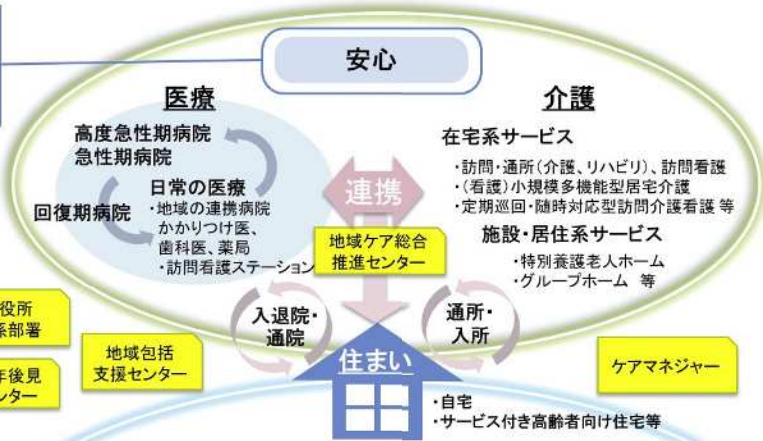 安心
医療
高度急性期病院
急性期病院
日常の医療
・地域の連携病院
かかりつけ医、
歯科医、薬局
・訪問看護ステーション
回復期病院
連携
地域ケア総合
推進センター
介護
在宅系サービス
・訪問・通所(介護、リハビリ)、訪問看護
・(看護)小規模多機能型居宅介護
・定期巡回・随時対応型訪問介護看護 等
施設・居住系サービス
・特別養護老人ホーム
・グループホーム 等
入退院・
通院
通所・
入所
役所
系部署
年後見
ンター
地域包括
支援センター
住まい
・自宅
・サービス付き高齢者向け住宅等
ケアマネジャー